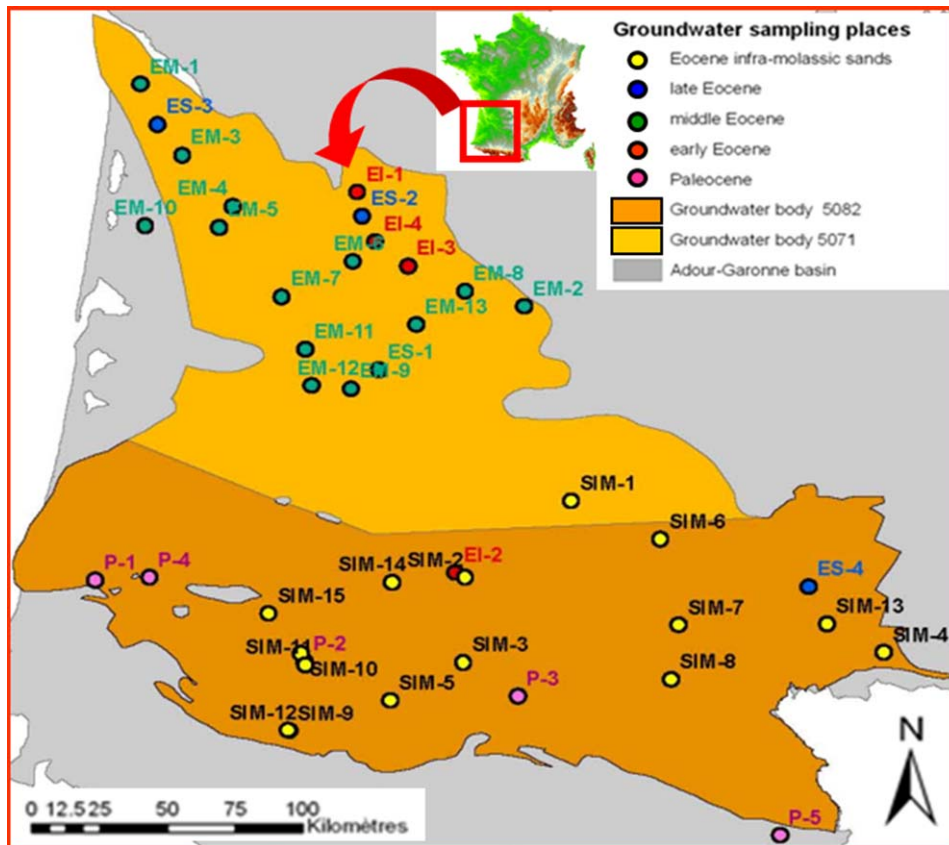 Groundwater sampling places
Eocene infra-molassic sands
late Eocene
middle Eocene
early Eocene
Paleocene
Groundwater body 5082
Groundwater body 5071
Adour-Garonne basin
EM-1
ES-3
EM-3
EM-4
EM-10
EM-5
EI-1
ES-2
EI-4
EM-6
EI-3
EM-7
EM-8
EM-2
EM-13
EM-11
ES-1
EM-12
EM-9
SIM-1
SIM-6
P-1
P-4
SIM-14
SIM-2
EI-2
ES-4
SIM-15
SIM-7
SIM-13
SIM-11
P-2
SIM-3
SIM-4
SIM-10
SIM-8
SIM-5
P-3
SIM-12
SIM-9
N
0 12.525 50 75 100
Kilomètres
P-5